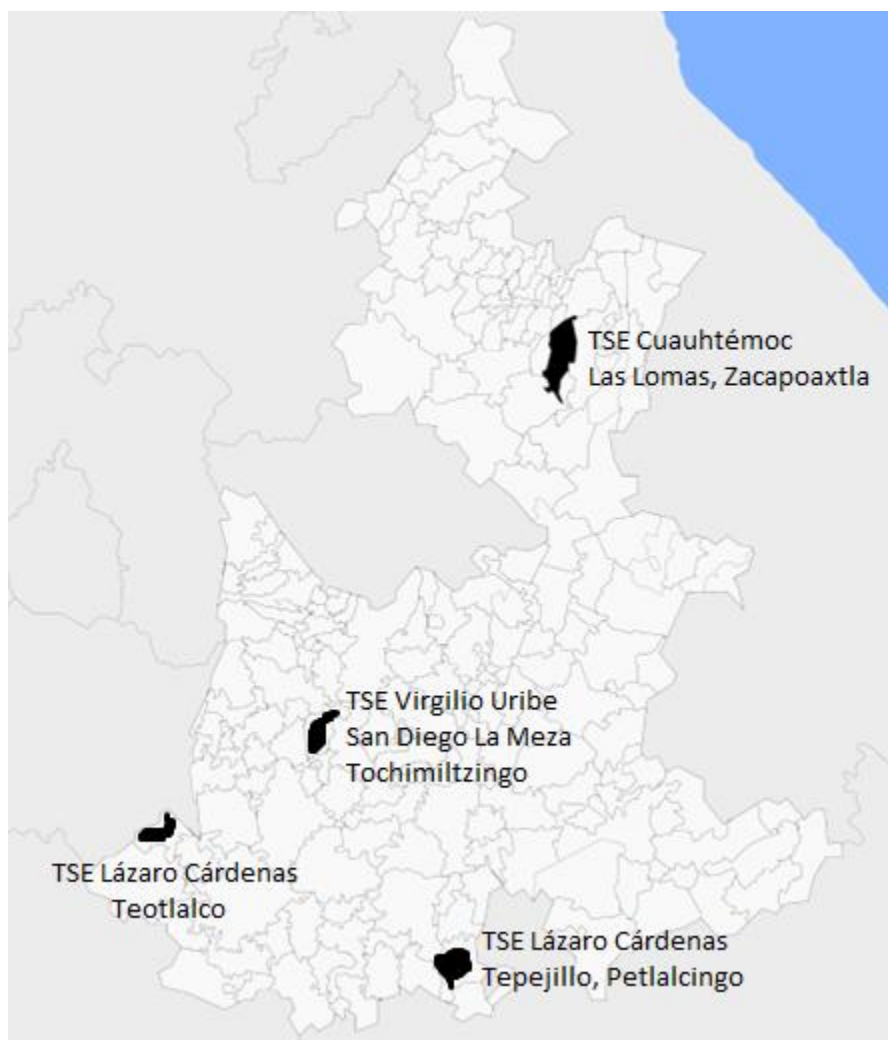 TSE Cuauhtémoc
Las Lomas, Zacapoaxtla
TSE Virgilio Uribe
San Diego La Meza
Tochimiltzingo
TSE Lázaro Cárdenas
Teotlalco
TSE Lázaro Cárdenas
Tepejillo, Petlalcingo